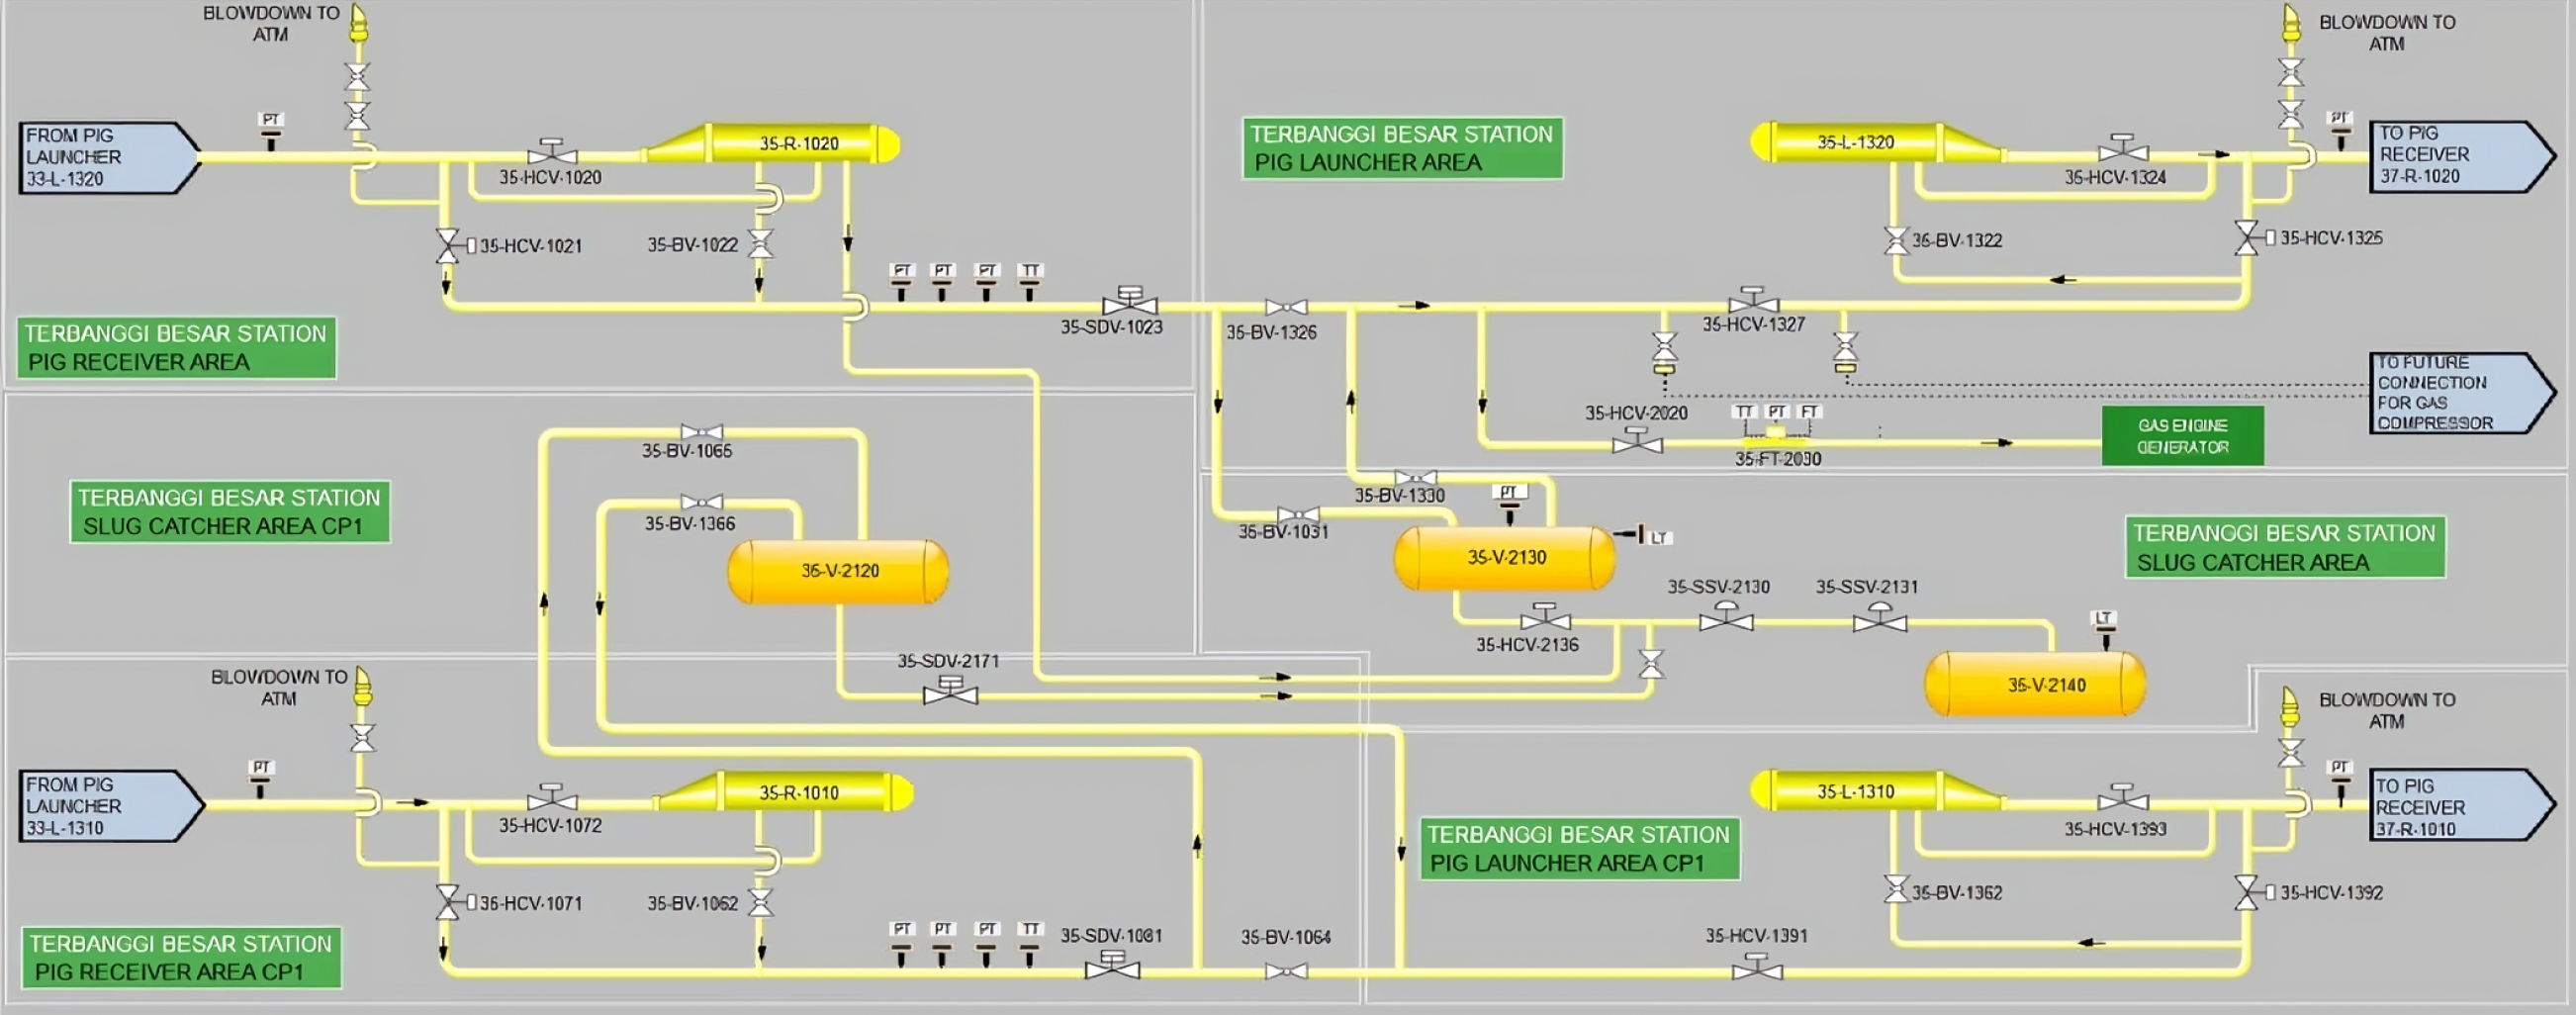 BLOWDOWN TO
ATM
FROM PIG
LAUNCHER
33-L-1320
PT
35-HCV-1020
35-R-1020
35-HCV-1021
35-BV-1022
PT
PT
TT
35-SDV-1023
TERBANGGI BESAR STATION
PIG RECEIVER AREA
TERBANGGI BESAR STATION
PIG LAUNCHER AREA
35-L-1320
35-HCV-1324
BLOWDOWN TO
ATM
PT
TO PIG
RECEIVER
37-R-1020
35-BV-1322
35-HCV-1325
35-BV-1326
35-HCV-1327
TO FUTURE
CONNECTION
FOR GAS
COMPRESSOR
35-HCV-2020
TT
PT
FT
35-FT-2030
GAS ENGINE
GENERATOR
35-BV-1065
35-BV-1366
TERBANGGI BESAR STATION
SLUG CATCHER AREA CP1
35-V-2120
35-SDV-2171
35-BV-1330
35-BV-1031
PT
LT
35-V-2130
TERBANGGI BESAR STATION
SLUG CATCHER AREA
35-HCV-2136
35-SSV-2130
35-SSV-2131
LT
35-V-2140
BLOWDOWN TO
ATM
FROM PIG
LAUNCHER
33-L-1310
PT
35-HCV-1072
35-R-1010
35-HCV-1071
35-BV-1062
PT
PT
PT
TT
35-BV-1064
TERBANGGI BESAR STATION
PIG RECEIVER AREA CP1
TERBANGGI BESAR STATION
PIG LAUNCHER AREA CP1
35-L-1310
35-HCV-1393
BLOWDOWN TO
ATM
PT
TO PIG
RECEIVER
37-R-1010
35-BV-1362
35-HCV-1392
35-HCV-1391